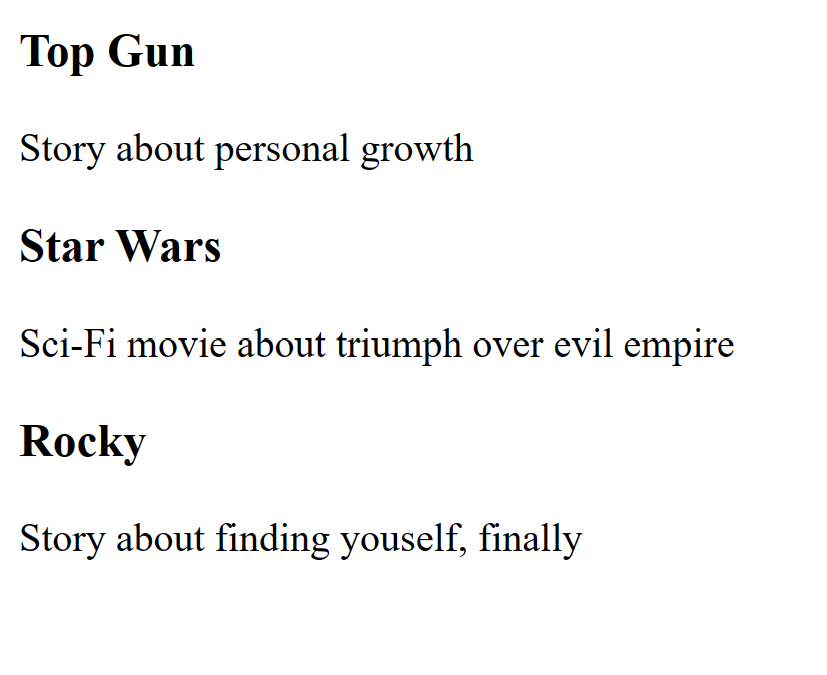 Top Gun
Story about personal growth
Star Wars
Sci-Fi movie about triumph over evil empire
Rocky
Story about finding youself, finally